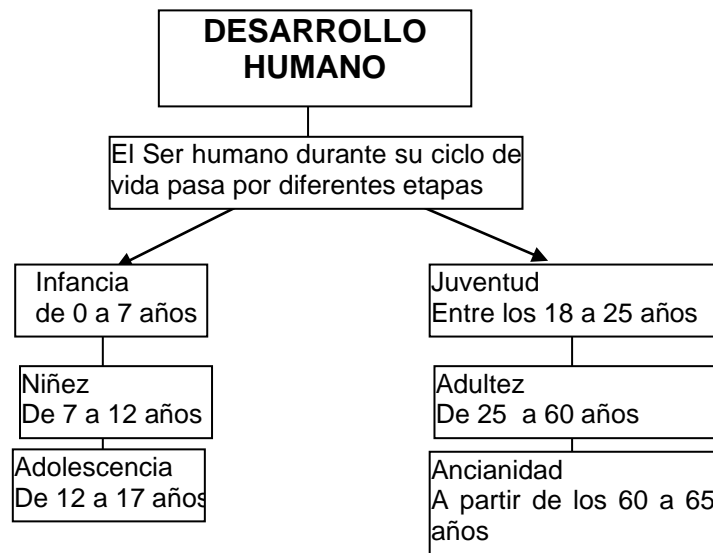 DESARROLLO
HUMANO
El Ser humano durante su ciclo de
vida pasa por diferentes etapas
Infancia
de 0 a 7 años
Niñez
De 7 a 12 años
Adolescencia
De 12 a 17 años
Juventud
Entre los 18 a 25 años
Adultez
De 25 a 60 años
Ancianidad
A partir de los 60 a 65
años